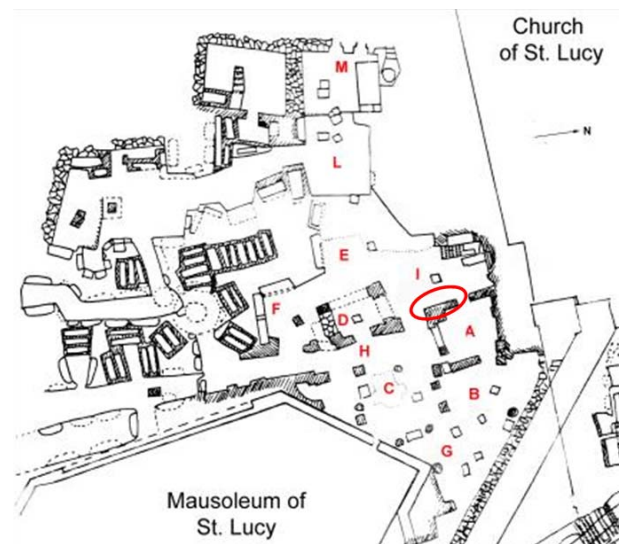 Church
of St. Lucy
M
N
L
E
I
F
D
A
H
C
B
G
Mausoleum of
St. Lucy